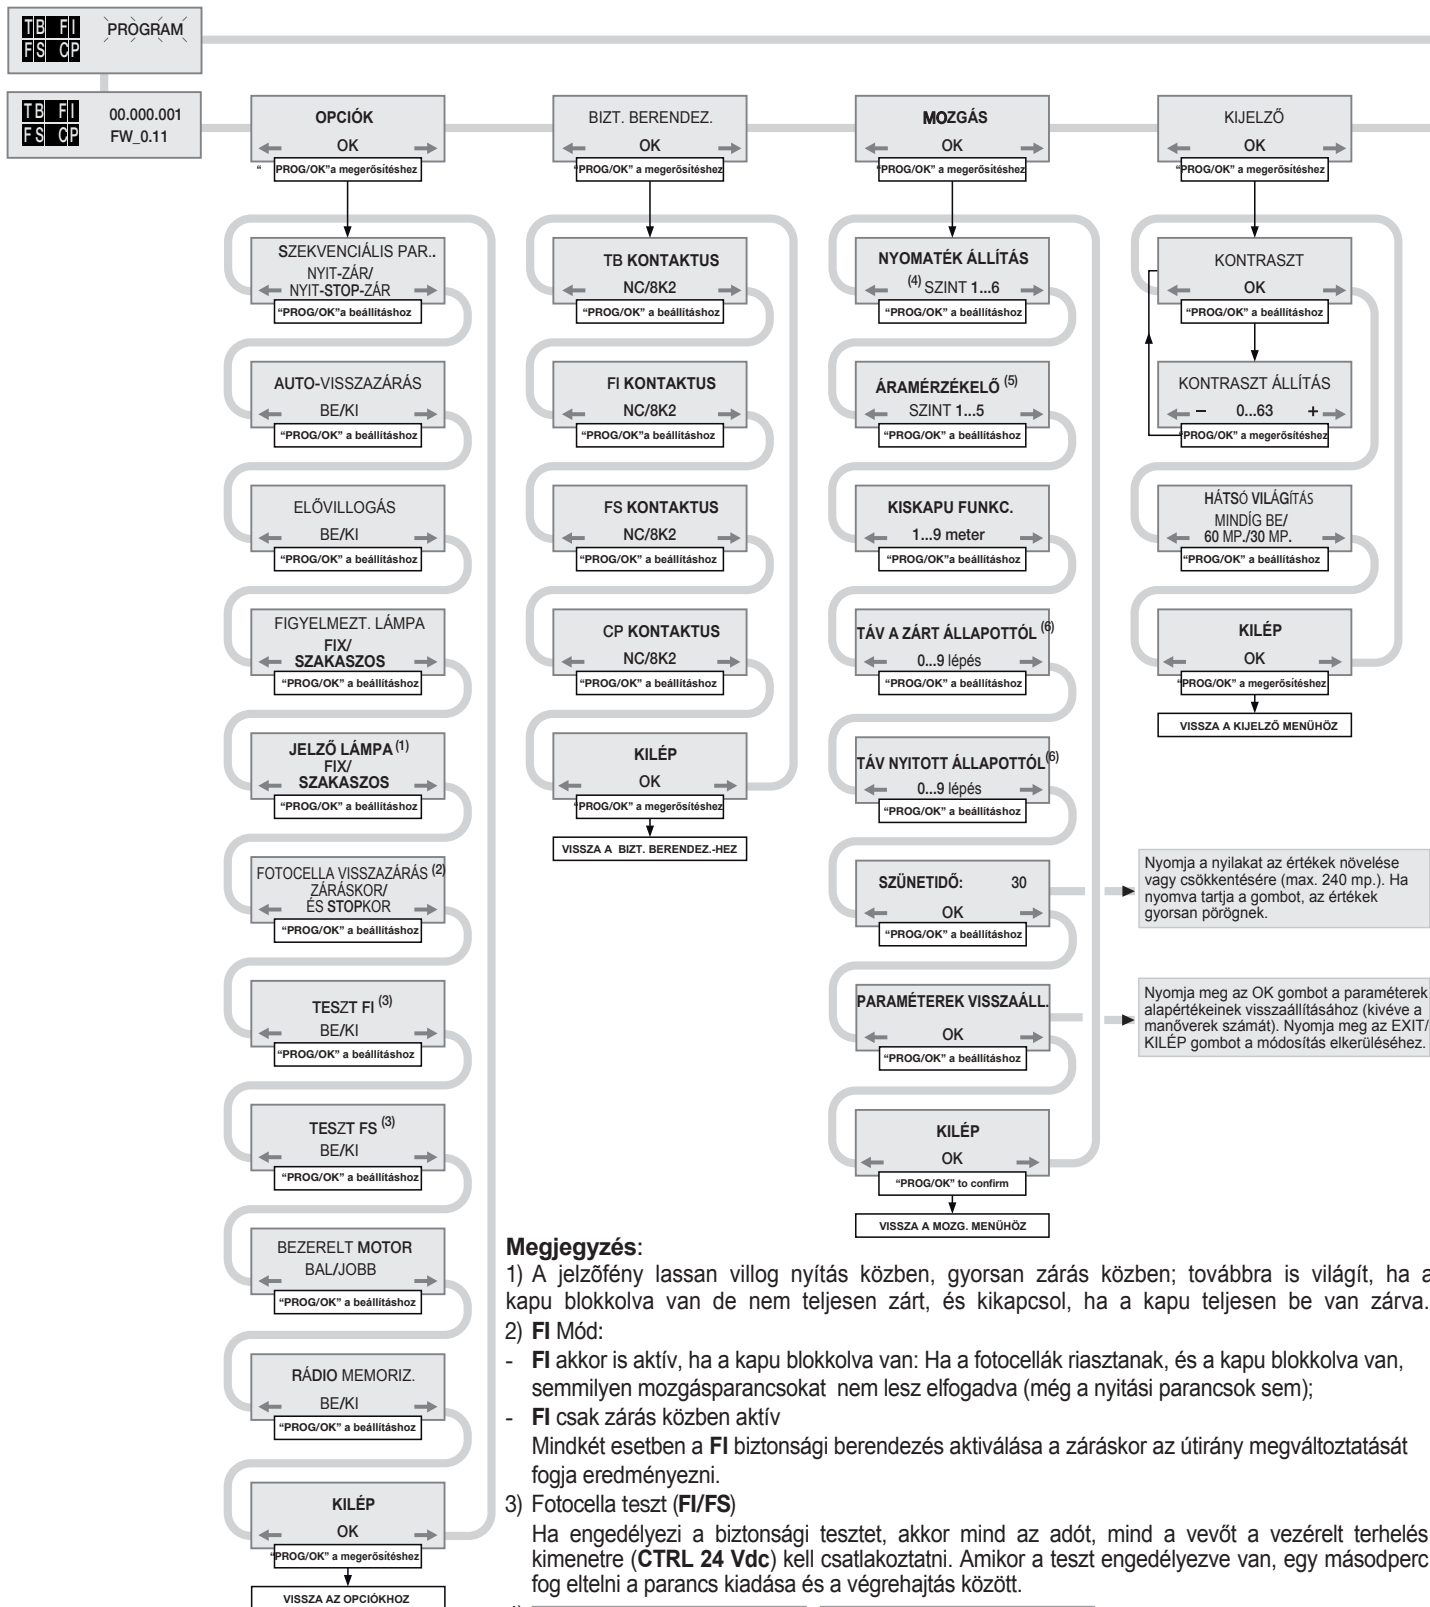 TB FI PROGRAM
FS CP
TB FI 00.000.001
FS CP FW_0.11
OPCIÓK
OK
“ PROG/OK”a megerősítéshez
SZEKVENCIÁLIS PAR..
NYIT-ZÁR/
NYIT-STOP-ZÁR
“PROG/OK”a beállításhoz
AUTO-VISSZAZÁRÁS
BE/KI
“PROG/OK” a beállításhoz
ELŐVILLOGÁS
BE/KI
“PROG/OK” a beállításhoz
FIGYELMEZT. LÁMPA
FIX/
SZAKASZOS
“PROG/OK” a beállításhoz
JELZŐ LÁMPA (1)
FIX/
SZAKASZOS
“PROG/OK” a beállításhoz
FOTOCELLA VISSZAZÁRÁS (2)
ZÁRÁSKOR/
ÉS STOPKOR
“PROG/OK” a beállításhoz
TESZT FI (3)
BE/KI
“PROG/OK” a beállításhoz
TESZT FS (3)
BE/KI
“PROG/OK” a beállításhoz
BEZERELT MOTOR
BAL/JOBB
“PROG/OK” a beállításhoz
RÁDIO MEMORIZ.
BE/KI
“PROG/OK” a beállításhoz
KILÉP
OK
“PROG/OK” a megerősítéshez
VISSZA AZ OPCIÓKHOZ
BIZT. BERENDEZ.
OK
“PROG/OK” a megerősítéshez
TB KONTAKTUS
NC/8K2
“PROG/OK” a beállításhoz
FI KONTAKTUS
NC/8K2
“PROG/OK”a beállításhoz
FS KONTAKTUS
NC/8K2
“PROG/OK” a beállításhoz
CP KONTAKTUS
NC/8K2
“PROG/OK” a beállításhoz
KILÉP
OK
“PROG/OK” a megerősítéshez
VISSZA A BIZT. BERENDEZ.-HEZ
MOZGÁS
OK
“PROG/OK” a megerősítéshez
NYOMATÉK ÁLLÍTÁS
(4) SZINT 1...6
“PROG/OK” a beállításhoz
ÁRAMÉRZÉKELŐ (5)
SZINT 1...5
“PROG/OK” a beállításhoz
KISKAPU FUNKC.
1...9 meter
“PROG/OK”a beállításhoz
TÁV A ZÁRT ÁLLAPOTTÓL (6)
0...9 lépés
“PROG/OK” a beállításhoz
TÁV NYITOTT ÁLLAPOTTÓL (6)
0...9 lépés
“PROG/OK” a beállításhoz
SZÜNETIDŐ: 30
OK
“PROG/OK” a beállításhoz
PARAMÉTEREK VISSZAÁLL.
OK
“PROG/OK” a beállításhoz
KILÉP
OK
“PROG/OK” to confirm
VISSZA A MOZG. MENÜHÖZ
KIJELZŐ
OK
“PROG/OK” a megerősítéshez
KONTRASZT
OK
“PROG/OK” a beállításhoz
KONTRASZT ÁLLÍTÁS
– 0...63 +
“PROG/OK” a megerősítéshez
HÁTSÓ VILÁGÍTÁS
MINDÍG BE/
60 MP./30 MP.
“PROG/OK” a beállításhoz
KILÉP
OK
“PROG/OK” a megerősítéshez
VISSZA A KIJELZŐ MENÜHÖZ
Nyomja a nyilakat az értékek növelése
vagy csökkentésére (max. 240 mp.). Ha
nyomva tartja a gombot, az értékek
gyorsan pörögnek.
Nyomja meg az OK gombot a paraméterek
alapértékeinek visszaállításához (kivéve a
manőverek számát). Nyomja meg az EXIT/
KILÉP gombot a módosítás elkerüléséhez.
Megjegyzés:
1) A jelzõfény lassan villog nyítás közben, gyorsan zárás közben; továbbra is világít, ha a
kapu blokkolva van de nem teljesen zárt, és kikapcsol, ha a kapu teljesen be van zárva.
2) FI Mód:
- FI akkor is aktív, ha a kapu blokkolva van: Ha a fotocellák riasztanak, és a kapu blokkolva van,
semmilyen mozgásparancsokat nem lesz elfogadva (még a nyitási parancsok sem);
- FI csak zárás közben aktív
Mindkét esetben a FI biztonsági berendezés aktiválása a záráskor az útirány megváltoztatását
fogja eredményezni.
3) Fotocella teszt (FI/FS)
Ha engedélyezi a biztonsági tesztet, akkor mind az adót, mind a vevőt a vezérelt terhelés
kimenetre (CTRL 24 Vdc) kell csatlakoztatni. Amikor a teszt engedélyezve van, egy másodperc
fog eltelni a parancs kiadása és a végrehajtás között.